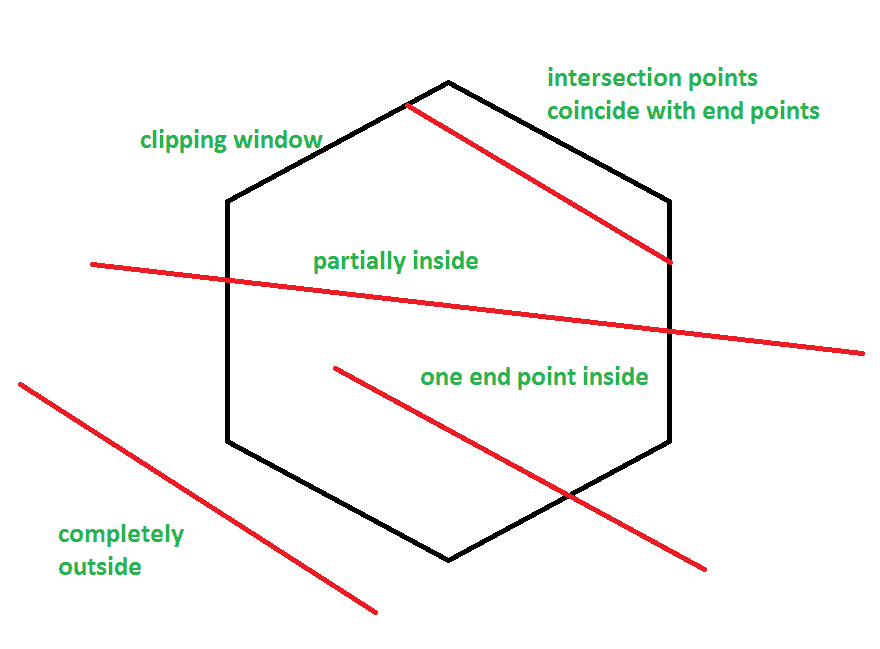 intersection points
coincide with end points
clipping window
partially inside
one end point inside
completely
outside